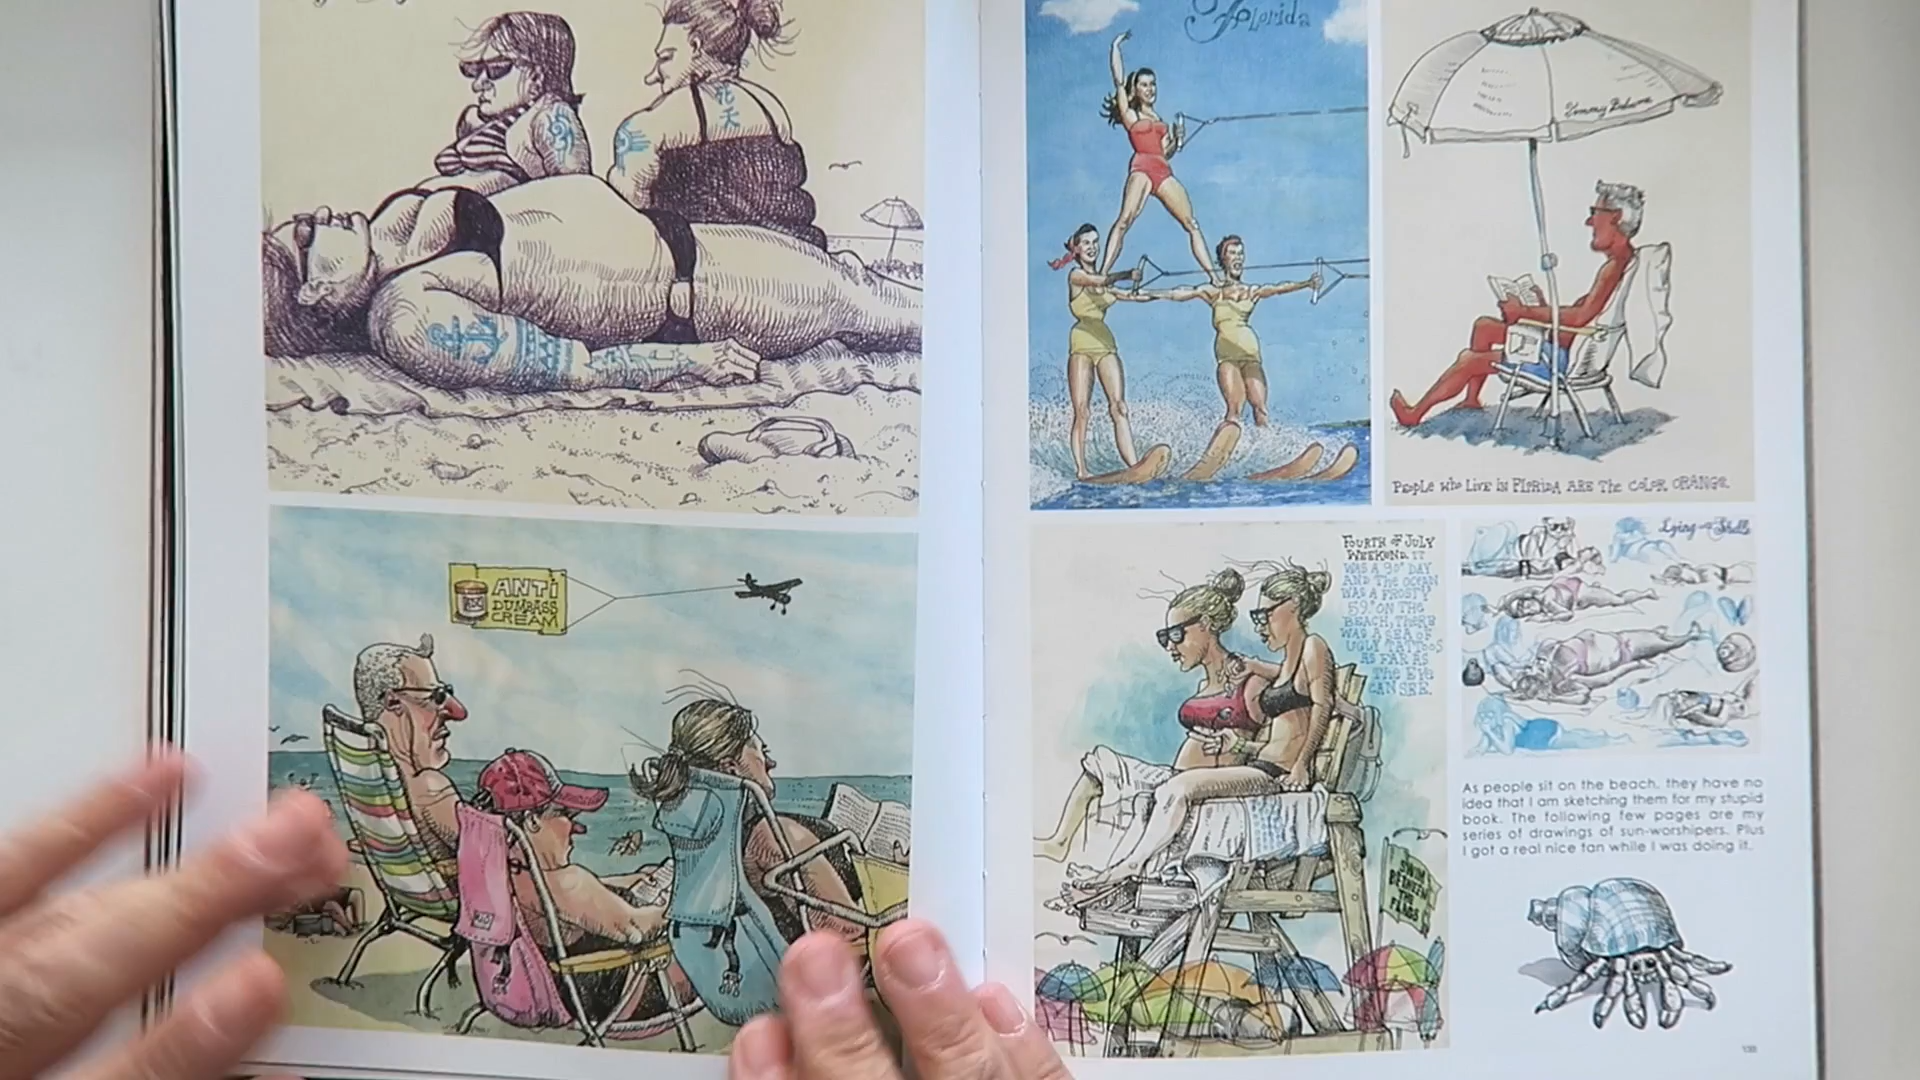 Florida
Tommy Bahama
PEOPLE WHO LIVE IN FLORIDA ARE THE COLOR ORANGE.
ANTI
DUMBASS
CREAM
FOURTH OF JULY
WEEKEND. IT
WAS A 90° DAY
AND THE OCEAN
WAS A FROSTY
59° ON THE
BEACH, THERE
WAS A SEA OF
UGLY TATTOOS
AS FAR AS
THE EYE
CAN SEE.
SWIM
BETWEEN
THE
FLAGS
As people sit on the beach, they have no
idea that I am sketching them for my stupid
book. The following few pages are my
series of drawings of sun-worshipers. Plus
I got a real nice tan while I was doing it.